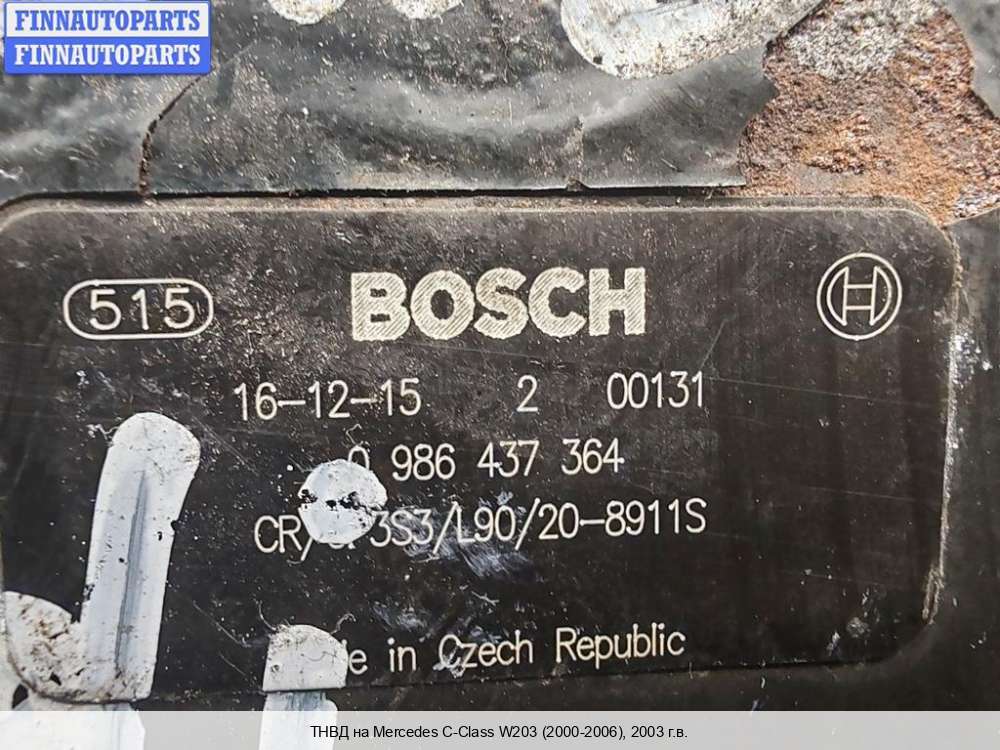 FINNAUTOPARTS
FINNAUTOPARTS
515 BOSCH H
16-12-15 2 00131
0 986 437 364
3S3/L90/20-8911S
in Czech Republic
ТНВД на Mercedes C-Class W203 (2000-2006), 2003 г.в.